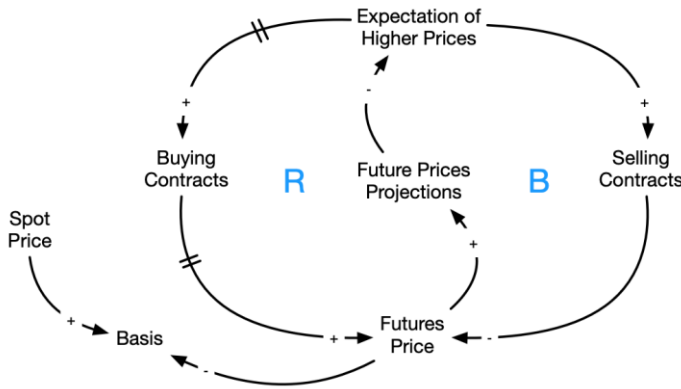 Expectation of
Higher Prices
+
-
+
Buying
Contracts
R
Future Prices
Projections
B
Selling
Contracts
Spot
Price
+
+
Basis
+
Futures
Price
-
-